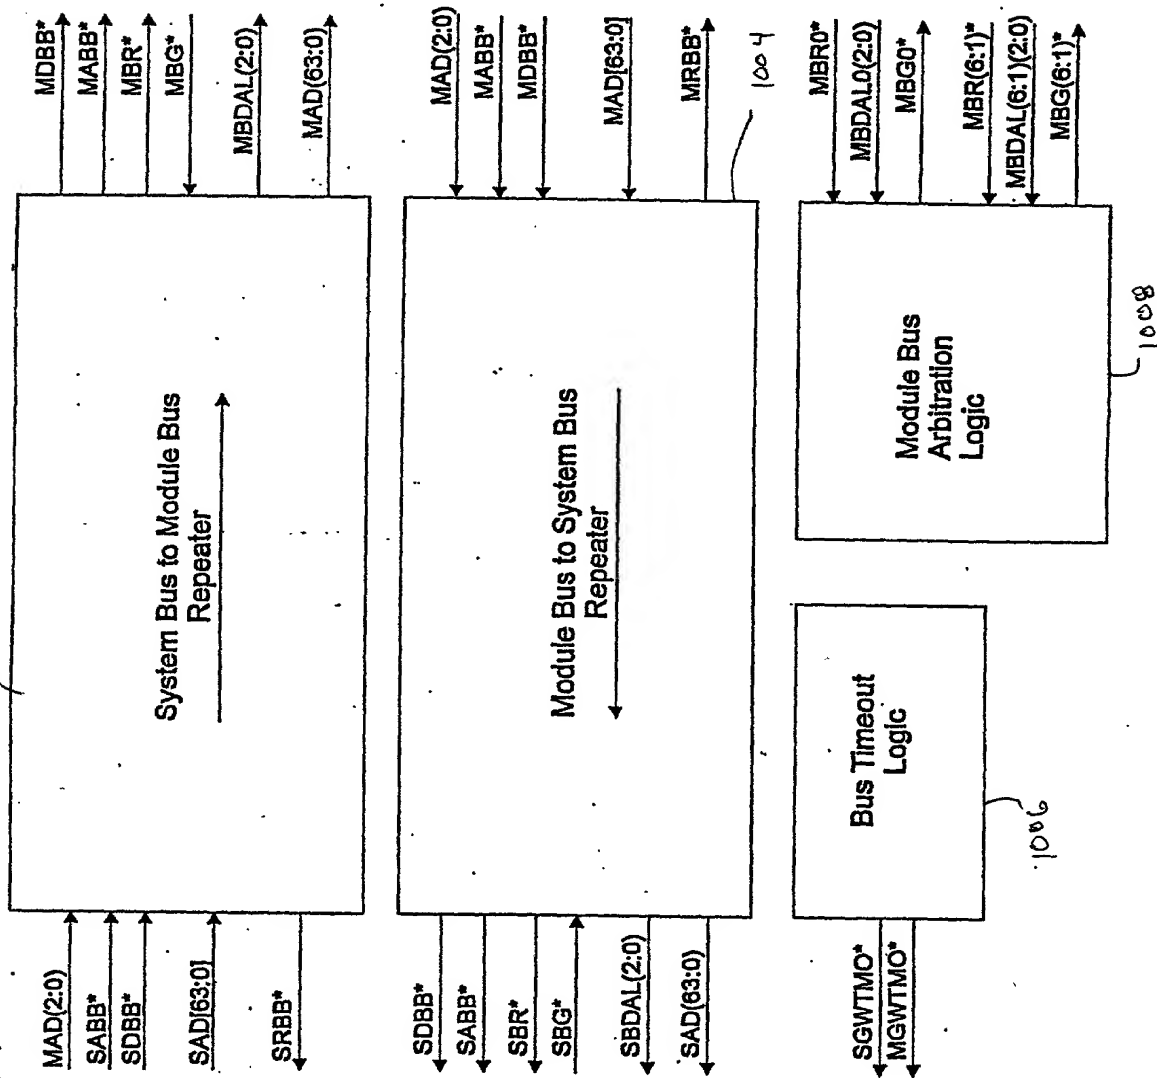 MDBB*
MABB*
MBR*
MBG*
MBDAL(2:0)
MAD(63:0)
System Bus to Module Bus
Repeater
MAD(2:0)
SABB*
SDBB*
SAD[63:0]
SRBB*
MAD(2:0)
MABB*
MDBB*
MAD[63:0]
MRBB*
1004
Module Bus to System Bus
Repeater
SDBB*
SABB*
SBR*
SBG*
SBDAL(2:0)
SAD(63:0)
MBR0*
MBDAL0(2:0)
MBG0*
MBR(6:1)*
MBDAL(6:1)(2:0)
MBG(6:1)*
Module Bus
Arbitration
Logic
1008
Bus Timeout
Logic
1006
SGWTMO*
MGWTMO*